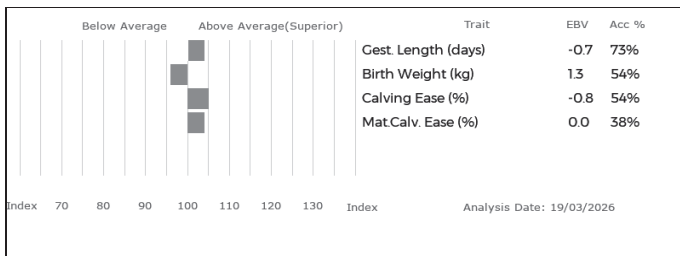 Below Average Above Average(Superior) Trait EBV Acc %
Gest. Length (days) -0.7 73%
Birth Weight (kg) 1.3 54%
Calving Ease (%) -0.8 54%
Mat.Calv. Ease (%) 0.0 38%
Index 70 80 90 100 110 120 130 Index Analysis Date: 19/03/2026